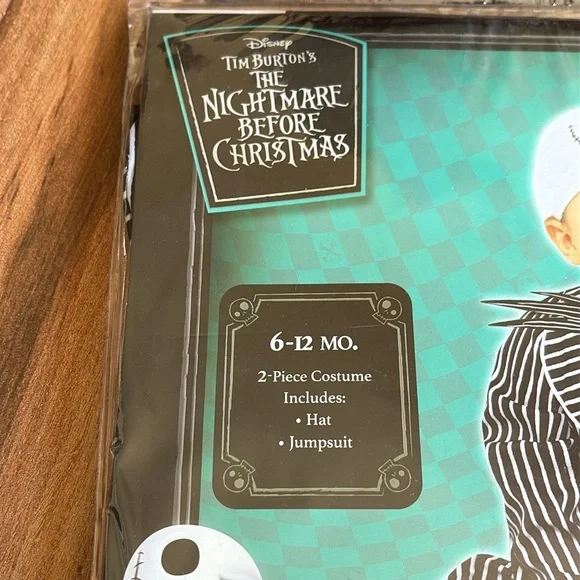 Disney
TIM BURTON'S
THE
NIGHTMARE
BEFORE
CHRISTMAS
6-12 MO.
2-Piece Costume
Includes:
• Hat
• Jumpsuit